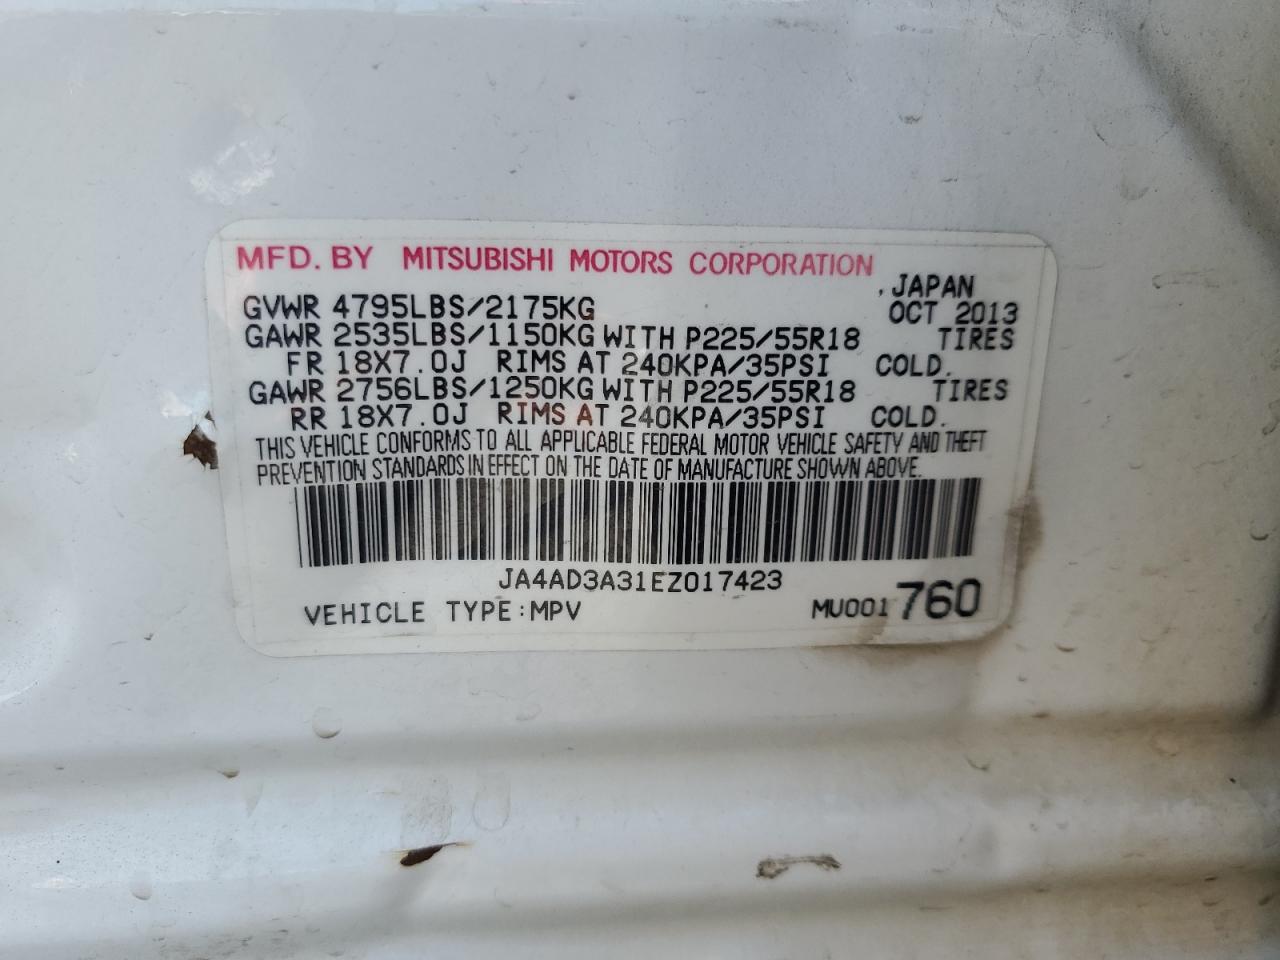 MFD. BY MITSUBISHI MOTORS CORPORATION
, JAPAN
GVWR 4795LBS/2175KG OCT 2013
GAWR 2535LBS/1150KG WITH P225/55R18 TIRES
FR 18X7.0J RIMS AT 240KPA/35PSI COLD.
GAWR 2756LBS/1250KG WITH P225/55R18 TIRES
RR 18X7.0J RIMS AT 240KPA/35PSI COLD.
THIS VEHICLE CONFORMS TO ALL APPLICABLE FEDERAL MOTOR VEHICLE SAFETY AND THEFT
PREVENTION STANDARDS IN EFFECT ON THE DATE OF MANUFACTURE SHOWN ABOVE.
JA4AD3A31EZ017423
VEHICLE TYPE:MPV MU001760